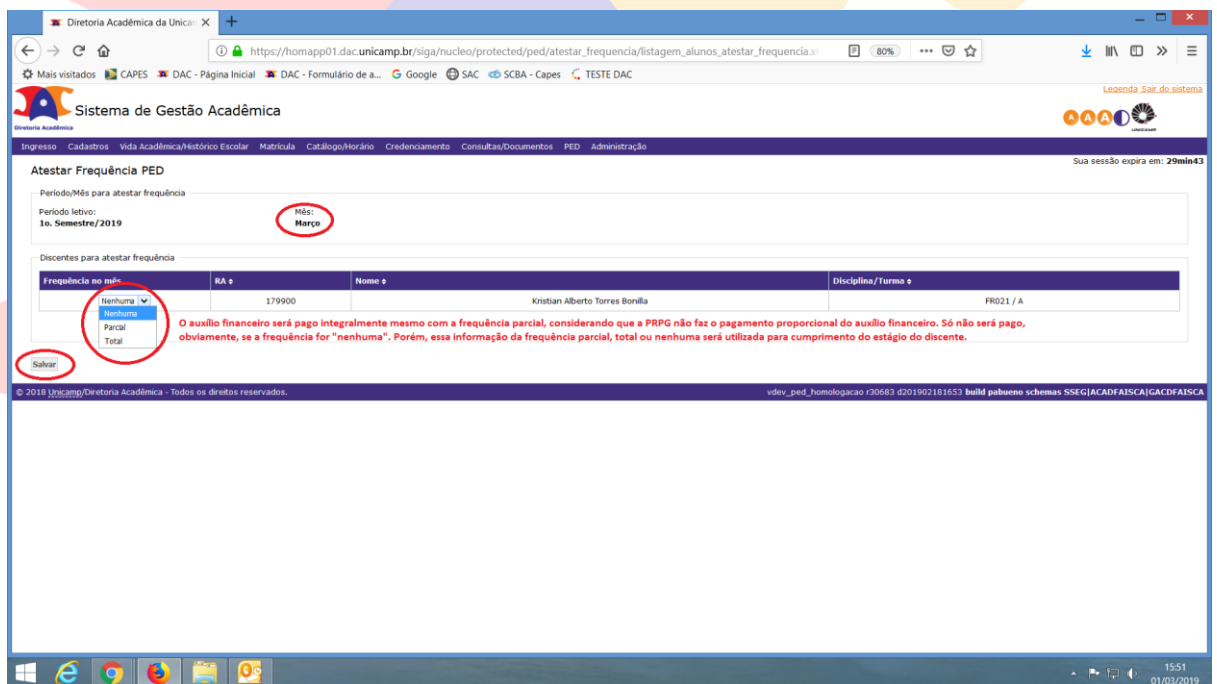 Diretoria Acadêmica da Unica
https://homapp01.dac.unicamp.br/siga/nucleo/protected/ped/atestar_frequencia/listagem_alunos_atestar_frequencia.x
80%
Mais visitados CAPES DAC - Página Inicial DAC - Formulário de a... Google SAC SCBA - Capes TESTE DAC
Legenda Sair do sistema
Sistema de Gestão Acadêmica
Diretoria Acadêmica
A A A
UNICAMP
Ingresso Cadastros Vida Acadêmica/Histórico Escolar Matrícula Catálogo/Horário Credenciamento Consultas/Documentos PED Administração
Sua sessão expira em: 29min43
Atestar Frequência PED
Período/Mês para atestar frequência
Período letivo: Mês:
1o. Semestre/2019 Março
Discentes para atestar frequência
Frequência no mês RA Nome Disciplina/Turma
Nenhuma 179900 Kristian Alberto Torres Bonilla FR021 / A
Nenhuma
Parcial
Total
O auxílio financeiro será pago integralmente mesmo com a frequência parcial, considerando que a PRPG não faz o pagamento proporcional do auxílio financeiro. Só não será pago,
obviamente, se a frequência for "nenhuma". Porém, essa informação da frequência parcial, total ou nenhuma será utilizada para cumprimento do estágio do discente.
Salvar
© 2018 Unicamp/Diretoria Acadêmica - Todos os direitos reservados. vdev_ped_homologacao r30683 d201902181653 build pabueno schemas SSEG|ACADFAISCA|GACDFAISCA
15:51
01/03/2019